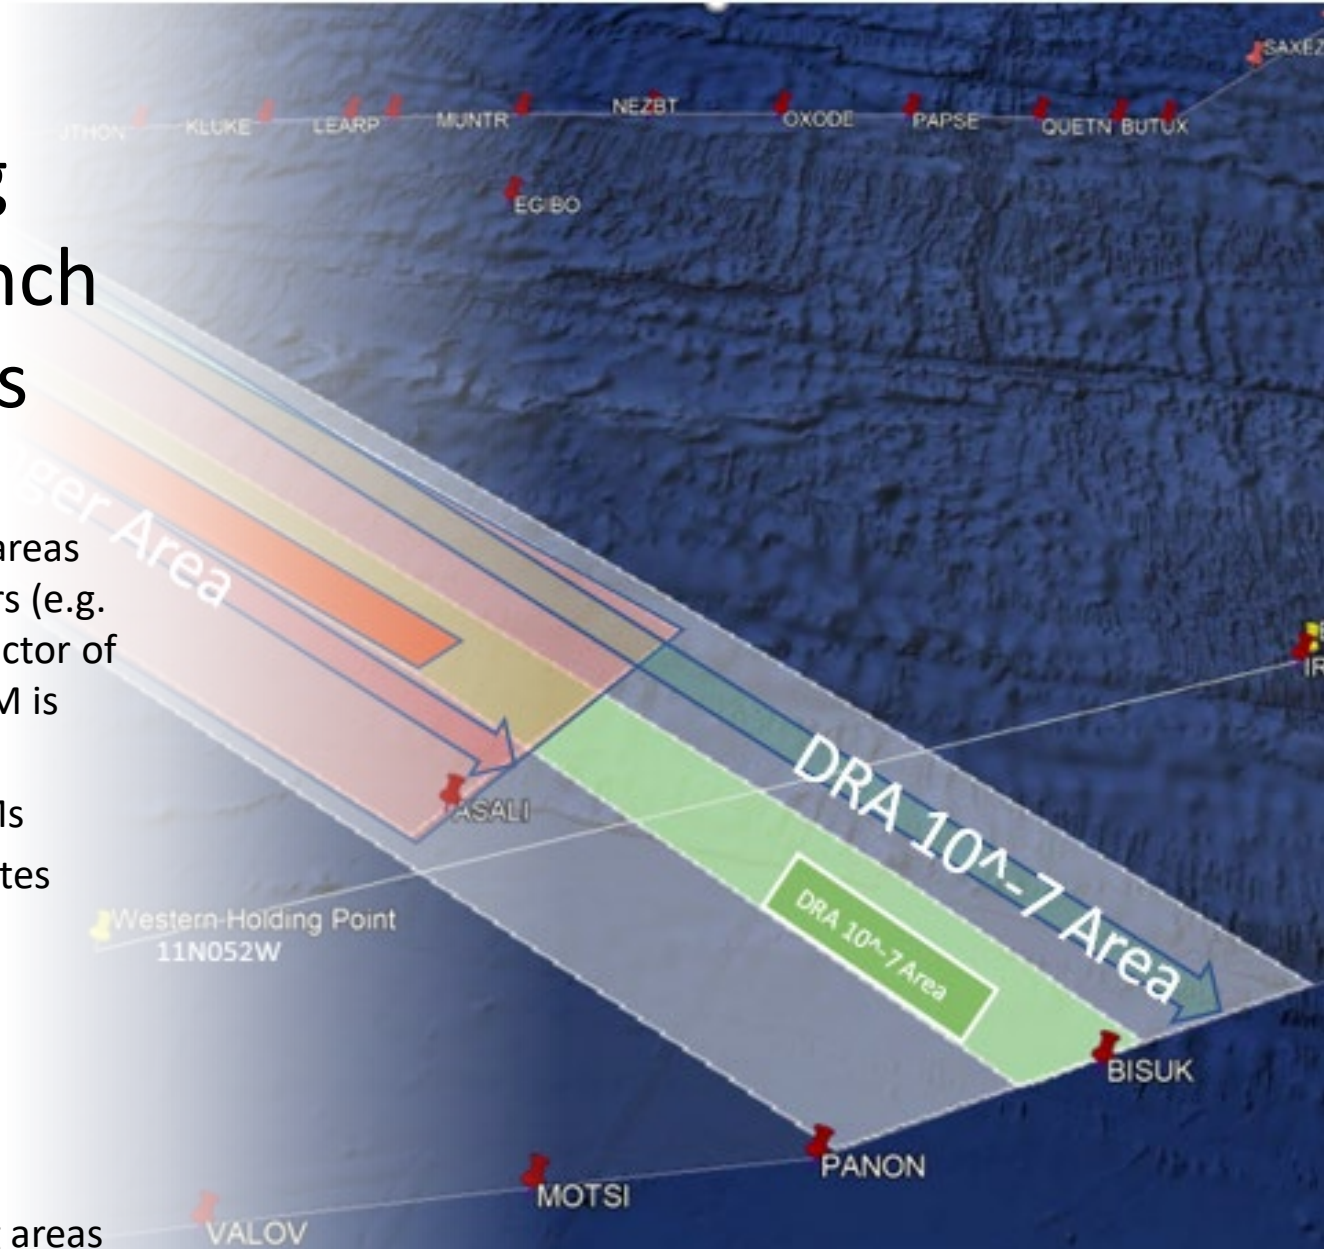 SAXEZ
NEZBT
JTHON
KLUKE
LEARP
MUNTR
OXODE
PAPSE
QUETN
BUTUX
g
EGIBO
nch
s
nger Area
areas
rs (e.g.
ctor of
M is
IR
DRA 10^-7 Area
ASALI
ls
tes
DRA 10^-7 Area
Western-Holding Point
11N052W
BISUK
PANON
MOTSI
VALOV
g areas